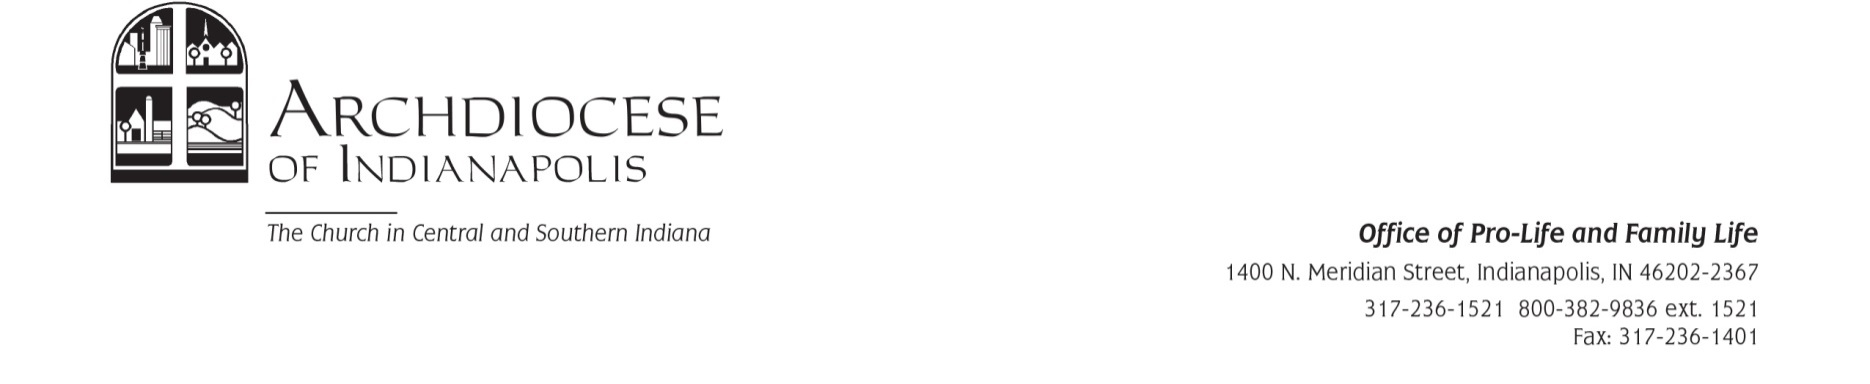 ARCHDIOCESE
OF INDIANAPOLIS
The Church in Central and Southern Indiana
Office of Pro-Life and Family Life
1400 N. Meridian Street, Indianapolis, IN 46202-2367
317-236-1521 800-382-9836 ext. 1521
Fax: 317-236-1401